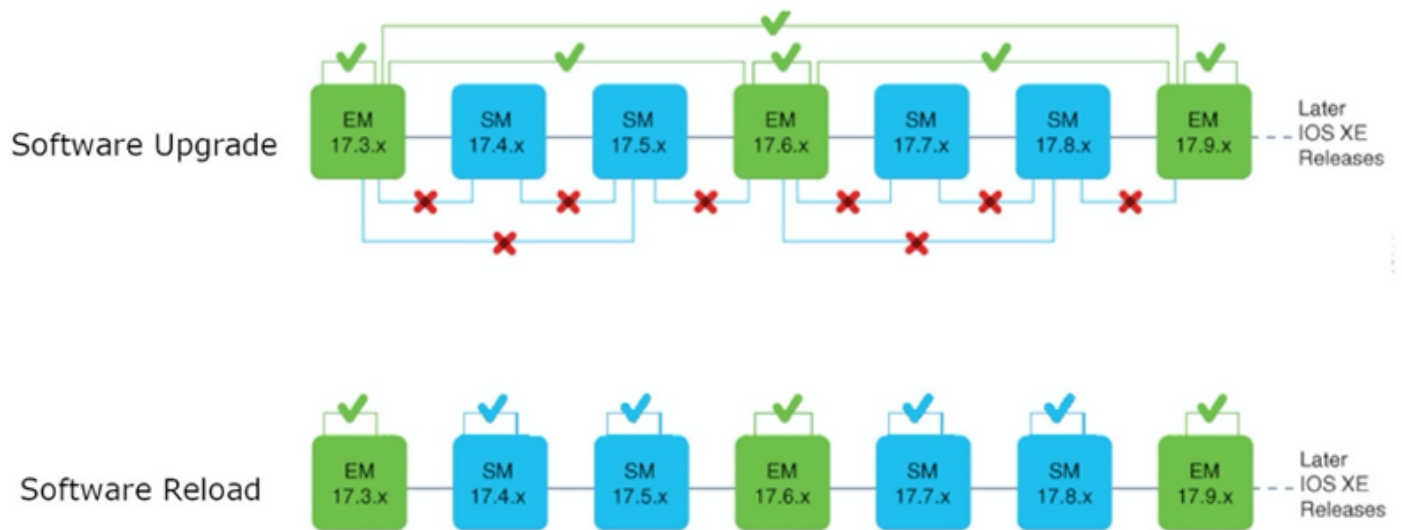 Software Upgrade
EM
17.3.x
SM
17.4.x
SM
17.5.x
EM
17.6.x
SM
17.7.x
SM
17.8.x
EM
17.9.x
Later
IOS XE
Releases
Software Reload
EM
17.3.x
SM
17.4.x
SM
17.5.x
EM
17.6.x
SM
17.7.x
SM
17.8.x
EM
17.9.x
Later
IOS XE
Releases